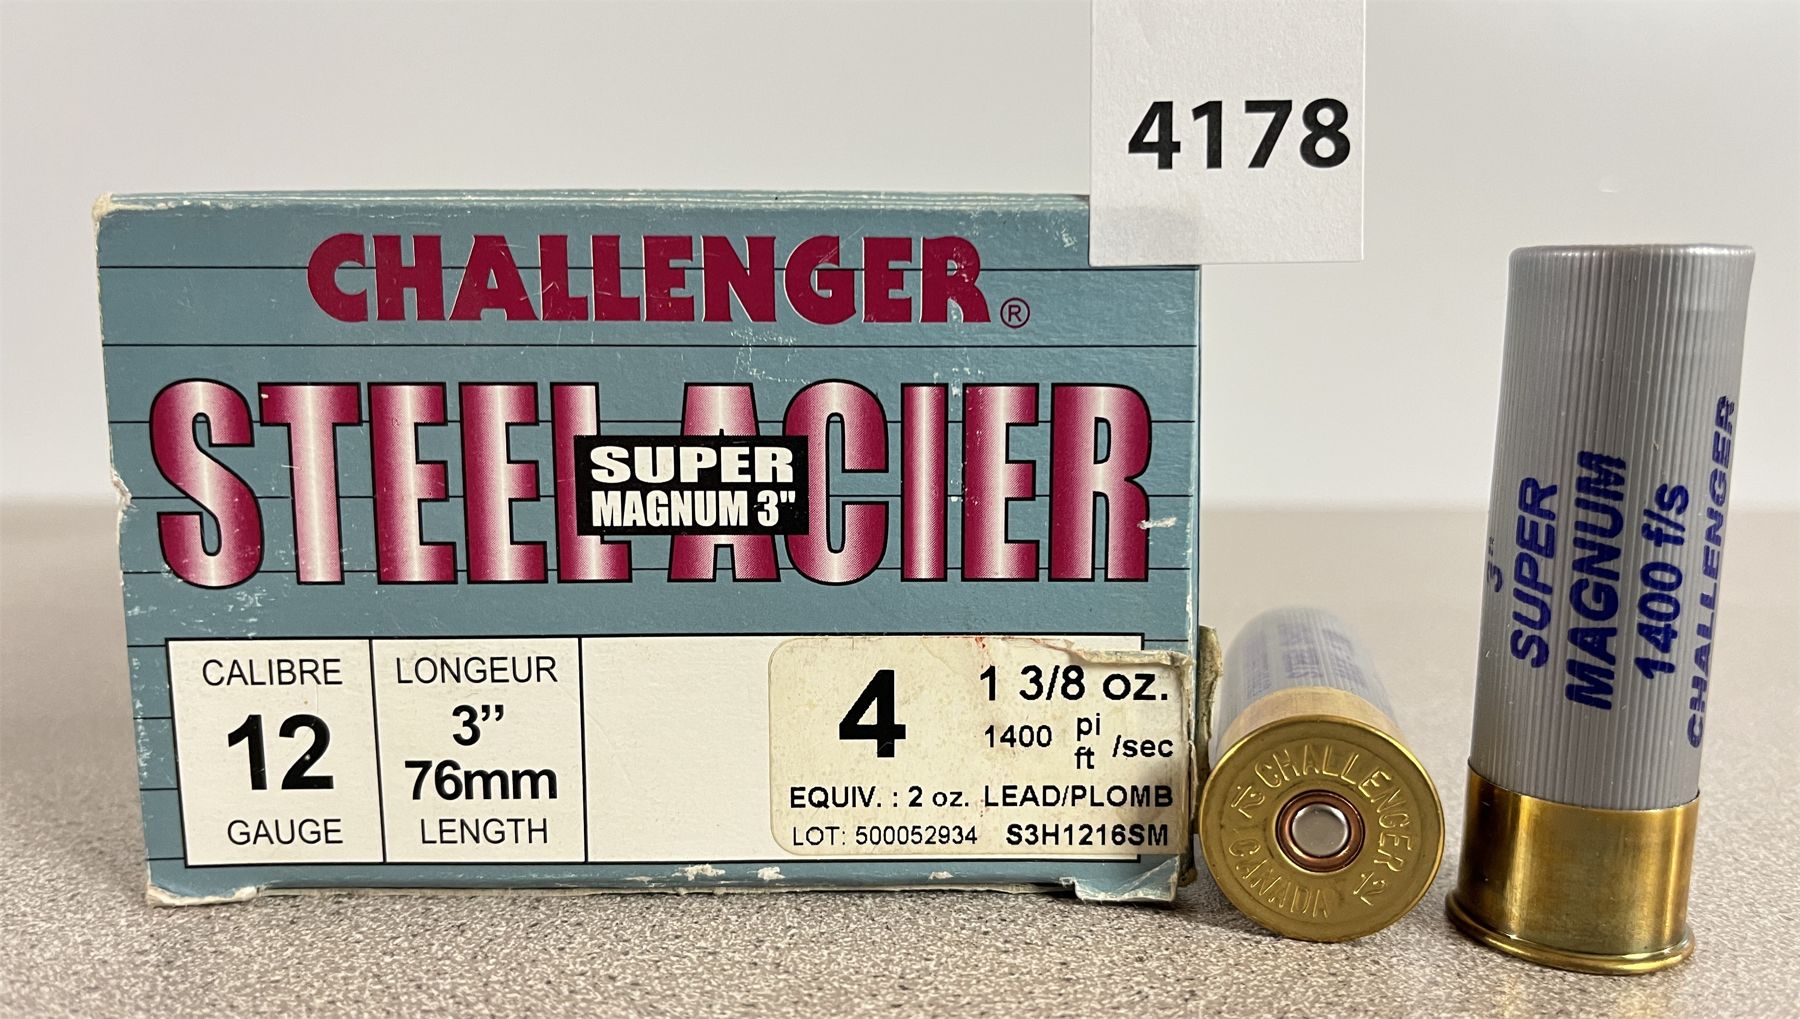 4178
CHALLENGER®
STEEL ACIER
SUPER
MAGNUM 3"
CALIBRE
12
GAUGE
LONGEUR
3”
76mm
LENGTH
4
1 3/8 oz.
1400 pi/ft /sec
EQUIV. : 2 oz. LEAD/PLOMB
LOT: 500052934 S3H1216SM
CHALLENGER
12
CANADA
12
3"
SUPER
MAGNUM
1400 f/s
CHALLENGER